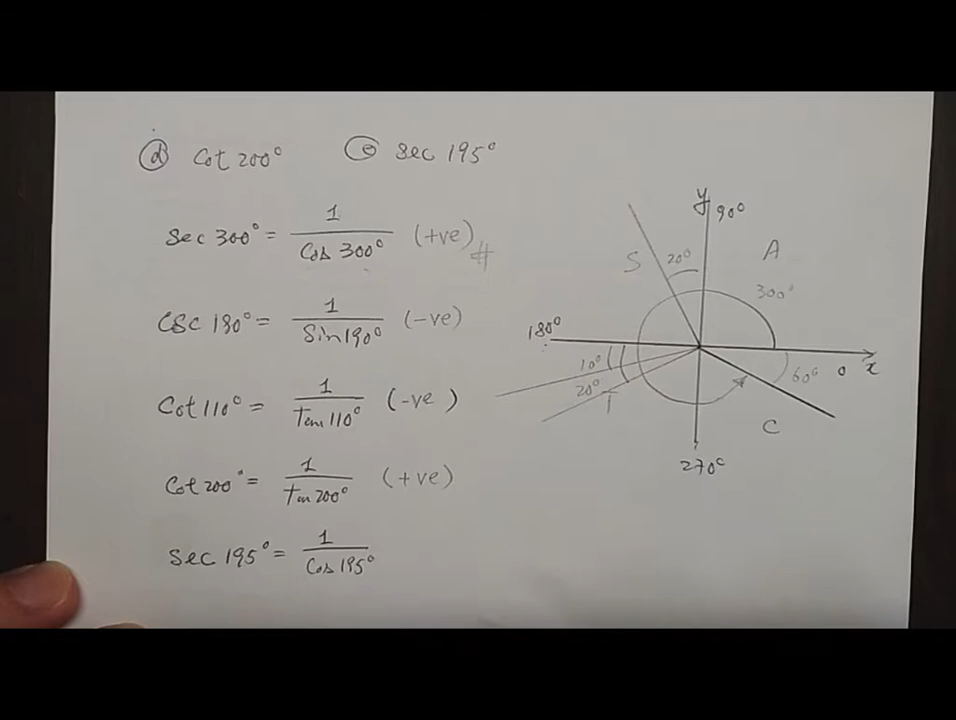 (d) Cot 200° (e) Sec 195°
Sec 300° = 1 / Cos 300° (+ve) #
CSC 180° = 1 / Sin 190° (-ve)
Cot 110° = 1 / Tan 110° (-ve)
Cot 200° = 1 / tan 200° (+ve)
Sec 195° = 1 / Cos 195°
y
90°
A
S 20°
300°
180°
10°
20°
T
60° 0 x
C
270°